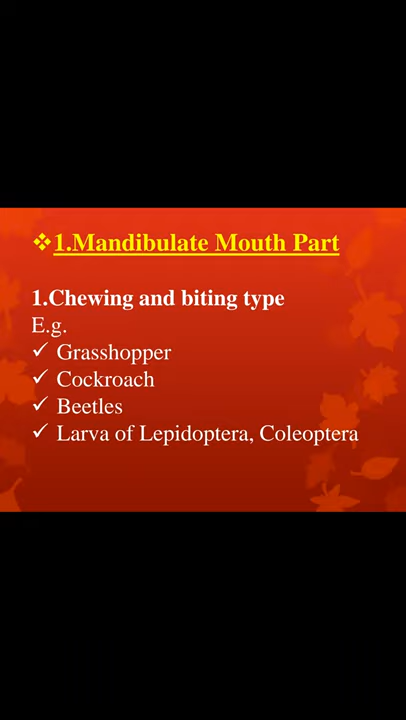 ❖1.Mandibulate Mouth Part
1.Chewing and biting type
E.g.
✓ Grasshopper
✓ Cockroach
✓ Beetles
✓ Larva of Lepidoptera, Coleoptera